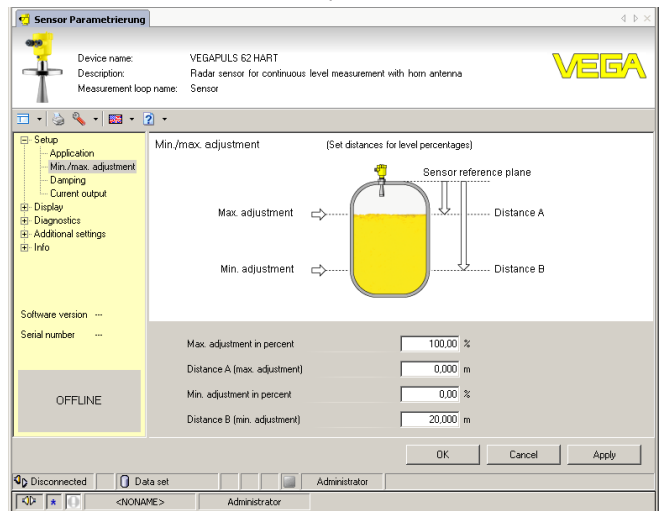 Sensor Parametrierung
Device name: VEGAPULS 62 HART
Description: Radar sensor for continuous level measurement with horn antenna
Measurement loop name: Sensor
VEGA
Setup
Application
Min./max. adjustment
Damping
Current output
Display
Diagnostics
Additional settings
Info
Software version ---
Serial number ---
OFFLINE
Min./max. adjustment (Set distances for level percentages)
Sensor reference plane
Max. adjustment
Distance A
Min. adjustment
Distance B
Max. adjustment in percent 100,00 %
Distance A (max. adjustment) 0,000 m
Min. adjustment in percent 0,00 %
Distance B (min. adjustment) 20,000 m
OK Cancel Apply
Disconnected Data set Administrator
<NONAME> Administrator